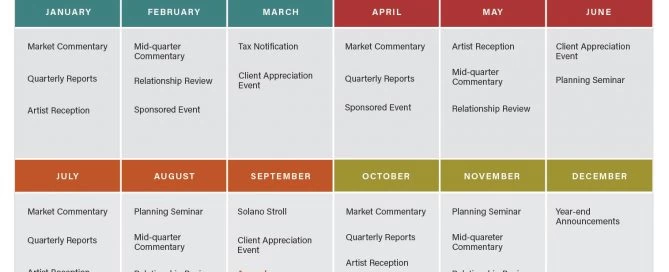 JANUARY
FEBRUARY
MARCH
APRIL
MAY
JUNE
Market Commentary
Quarterly Reports
Artist Reception
Mid-quarter
Commentary
Relationship Review
Sponsored Event
Tax Notification
Client Appreciation
Event
Market Commentary
Quarterly Reports
Sponsored Event
Artist Reception
Mid-quarter
Commentary
Relationship Review
Client Appreciation
Event
Planning Seminar
JULY
AUGUST
SEPTEMBER
OCTOBER
NOVEMBER
DECEMBER
Market Commentary
Quarterly Reports
Artist Reception
Planning Seminar
Mid-quarter
Commentary
Relationship Review
Solano Stroll
Client Appreciation
Event
Market Commentary
Quarterly Reports
Artist Reception
Planning Seminar
Mid-quareter
Commentary
Relationship Review
Year-end
Announcements